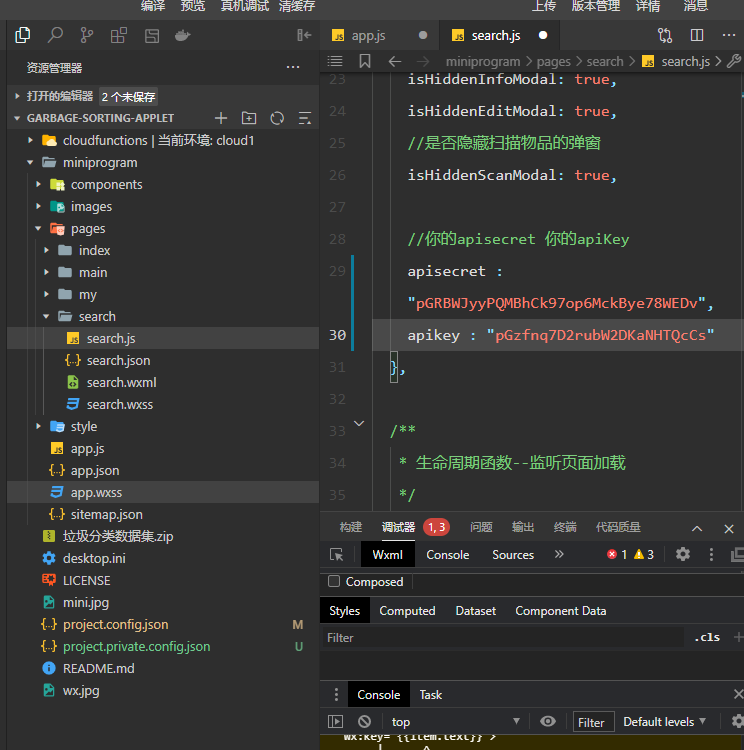 编译 预览 真机调试 清缓存 上传 版本管理 详情 消息
app.js search.js
资源管理器 ···
miniprogram > pages > search > search.js >
打开的编辑器 2 个未保存
GARBAGE-SORTING-APPLET
cloudfunctions | 当前环境: cloud1
miniprogram
components
images
pages
index
main
my
search
search.js
search.json
search.wxml
search.wxss
style
app.js
app.json
app.wxss
sitemap.json
垃圾分类数据集.zip
desktop.ini
LICENSE
mini.jpg
project.config.json M
project.private.config.json U
README.md
wx.jpg
23 isHiddenInfoModal: true,
24 isHiddenEditModal: true,
25 //是否隐藏扫描物品的弹窗
26 isHiddenScanModal: true,
27
28 //你的apisecret 你的apiKey
29 apisecret :
"pGRBWJyyPQMBhCk97op6MckBye78WEDv",
30 apikey : "pGzfnq7D2rubW2DKaNHTQcCs"
31 },
32
33 /**
34 * 生命周期函数--监听页面加载
35 */
构建 调试器 1, 3 问题 输出 终端 代码质量
Wxml Console Sources » 1 3
Composed
Styles Computed Dataset Component Data
Filter .cls +
Console Task
top Filter Default levels
wx:key="{{item.text}}">